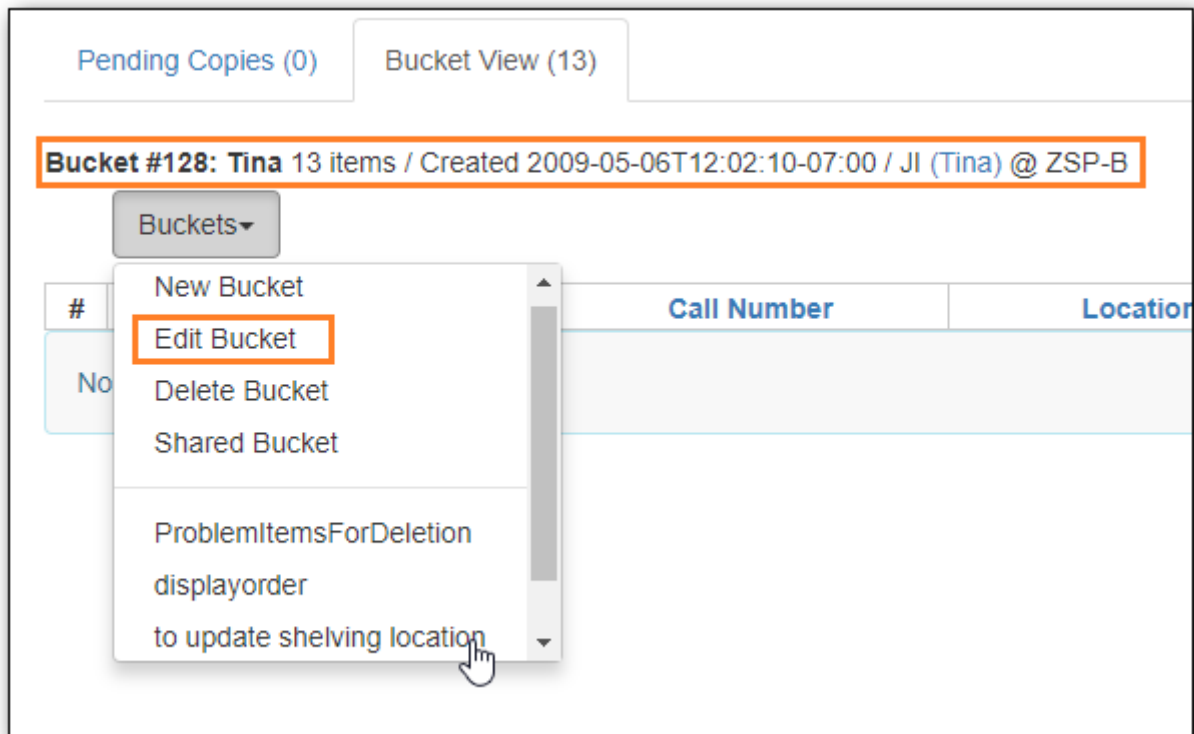 Pending Copies (0) Bucket View (13)
Bucket #128: Tina 13 items / Created 2009-05-06T12:02:10-07:00 / JI (Tina) @ ZSP-B
Buckets
New Bucket
# Call Number Location
Edit Bucket
No
Delete Bucket
Shared Bucket
ProblemItemsForDeletion
displayorder
to update shelving location